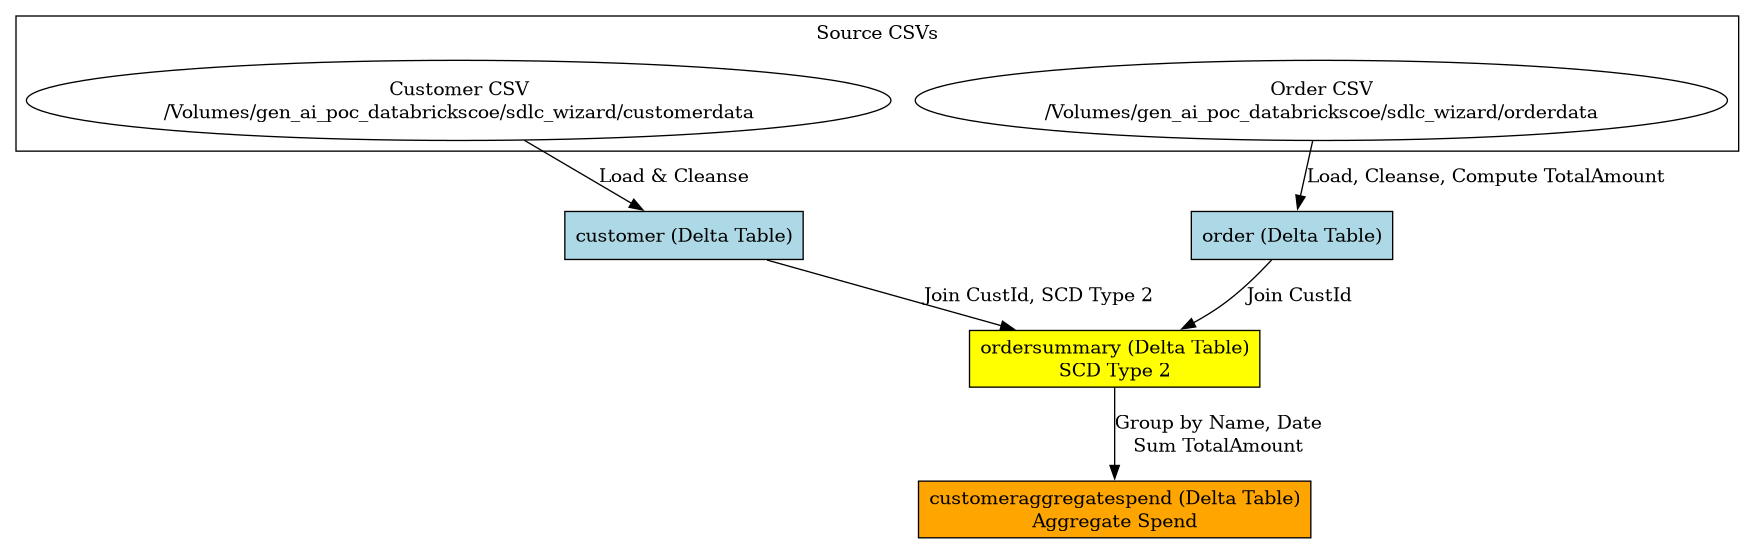 Source CSVs
Customer CSV
/Volumes/gen_ai_poc_databrickscoe/sdlc_wizard/customerdata
Order CSV
/Volumes/gen_ai_poc_databrickscoe/sdlc_wizard/orderdata
Load & Cleanse
Load, Cleanse, Compute TotalAmount
customer (Delta Table)
order (Delta Table)
Join CustId, SCD Type 2
Join CustId
ordersummary (Delta Table)
SCD Type 2
Group by Name, Date
Sum TotalAmount
customeraggregatespend (Delta Table)
Aggregate Spend